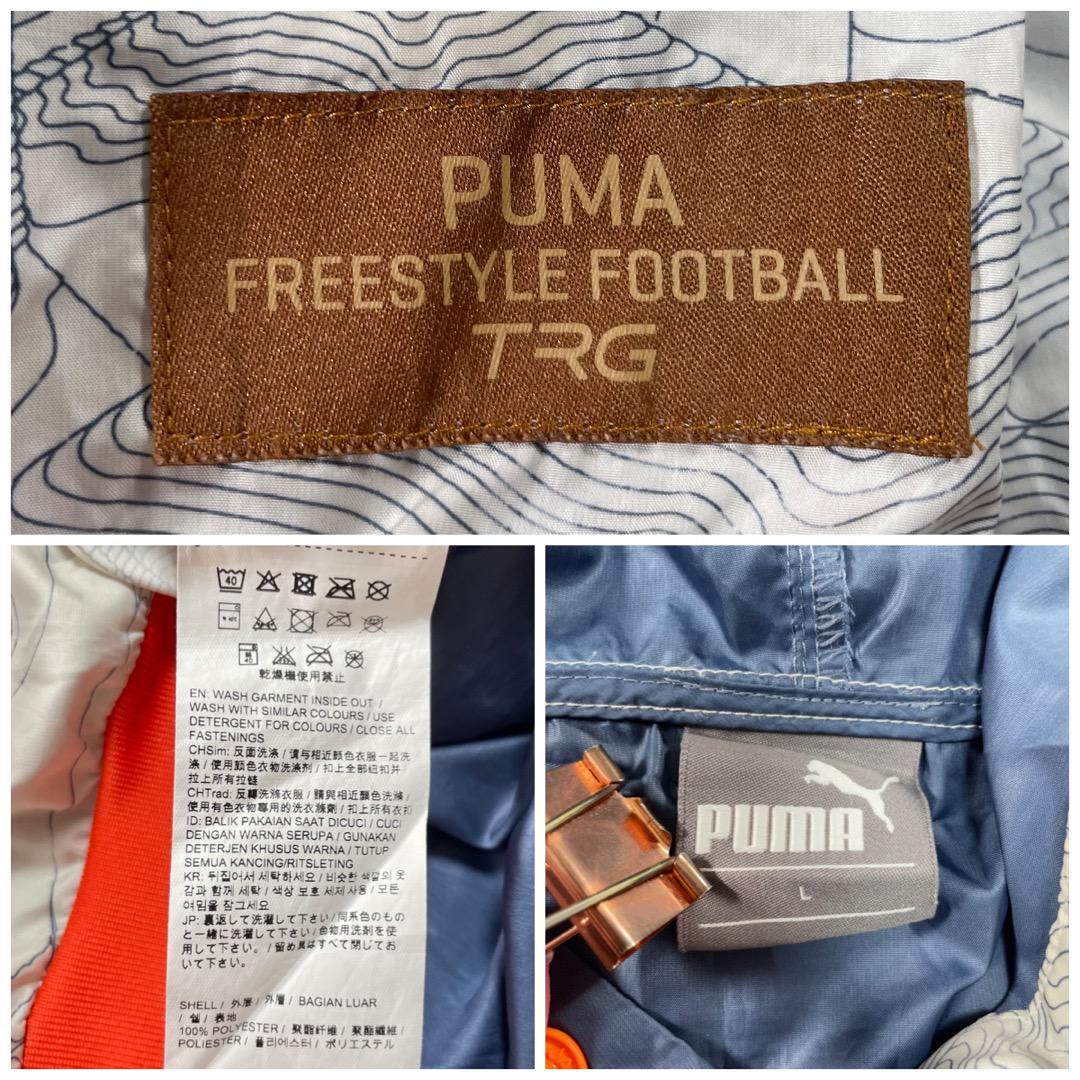 PUMA
FREESTYLE FOOTBALL
TRG
40
40
乾燥機使用禁止
EN: WASH GARMENT INSIDE OUT /
WASH WITH SIMILAR COLOURS / USE
DETERGENT FOR COLOURS / CLOSE ALL
FASTENINGS
CHSim: 反面洗涤 / 请与相近颜色衣服一起洗
涤 / 使用颜色衣物洗涤剂 / 扣上全部纽扣并
拉上所有拉链
CHTrad: 反轉洗滌衣服 / 請與相近顏色洗滌 /
使用有色衣物專用的洗衣滌劑 / 扣上所有衣扣
ID: BALIK PAKAIAN SAAT DICUCI / CUCI
DENGAN WARNA SERUPA / GUNAKAN
DETERJEN KHUSUS WARNA / TUTUP
SEMUA KANCING/RITSLETING
KR: 뒤집어서 세탁하세요 / 비슷한 색깔의 옷
감과 함께 세탁 / 색상 보호 세제 사용 / 모든
여밈을 잠그세요
JP: 裏返して洗濯して下さい / 同系色のもの
と一緒に洗濯して下さい / 色物用洗剤を使
用して下さい。 / 留め具はすべて閉じてお
いて下さい。
SHELL / 外层 / 外層 / BAGIAN LUAR
/ 쉘 / 表地
100% POLYESTER / 聚酯纤维 / 聚酯纖維 /
POLIESTER / 폴리에스터 / ポリエステル
PUMA
L